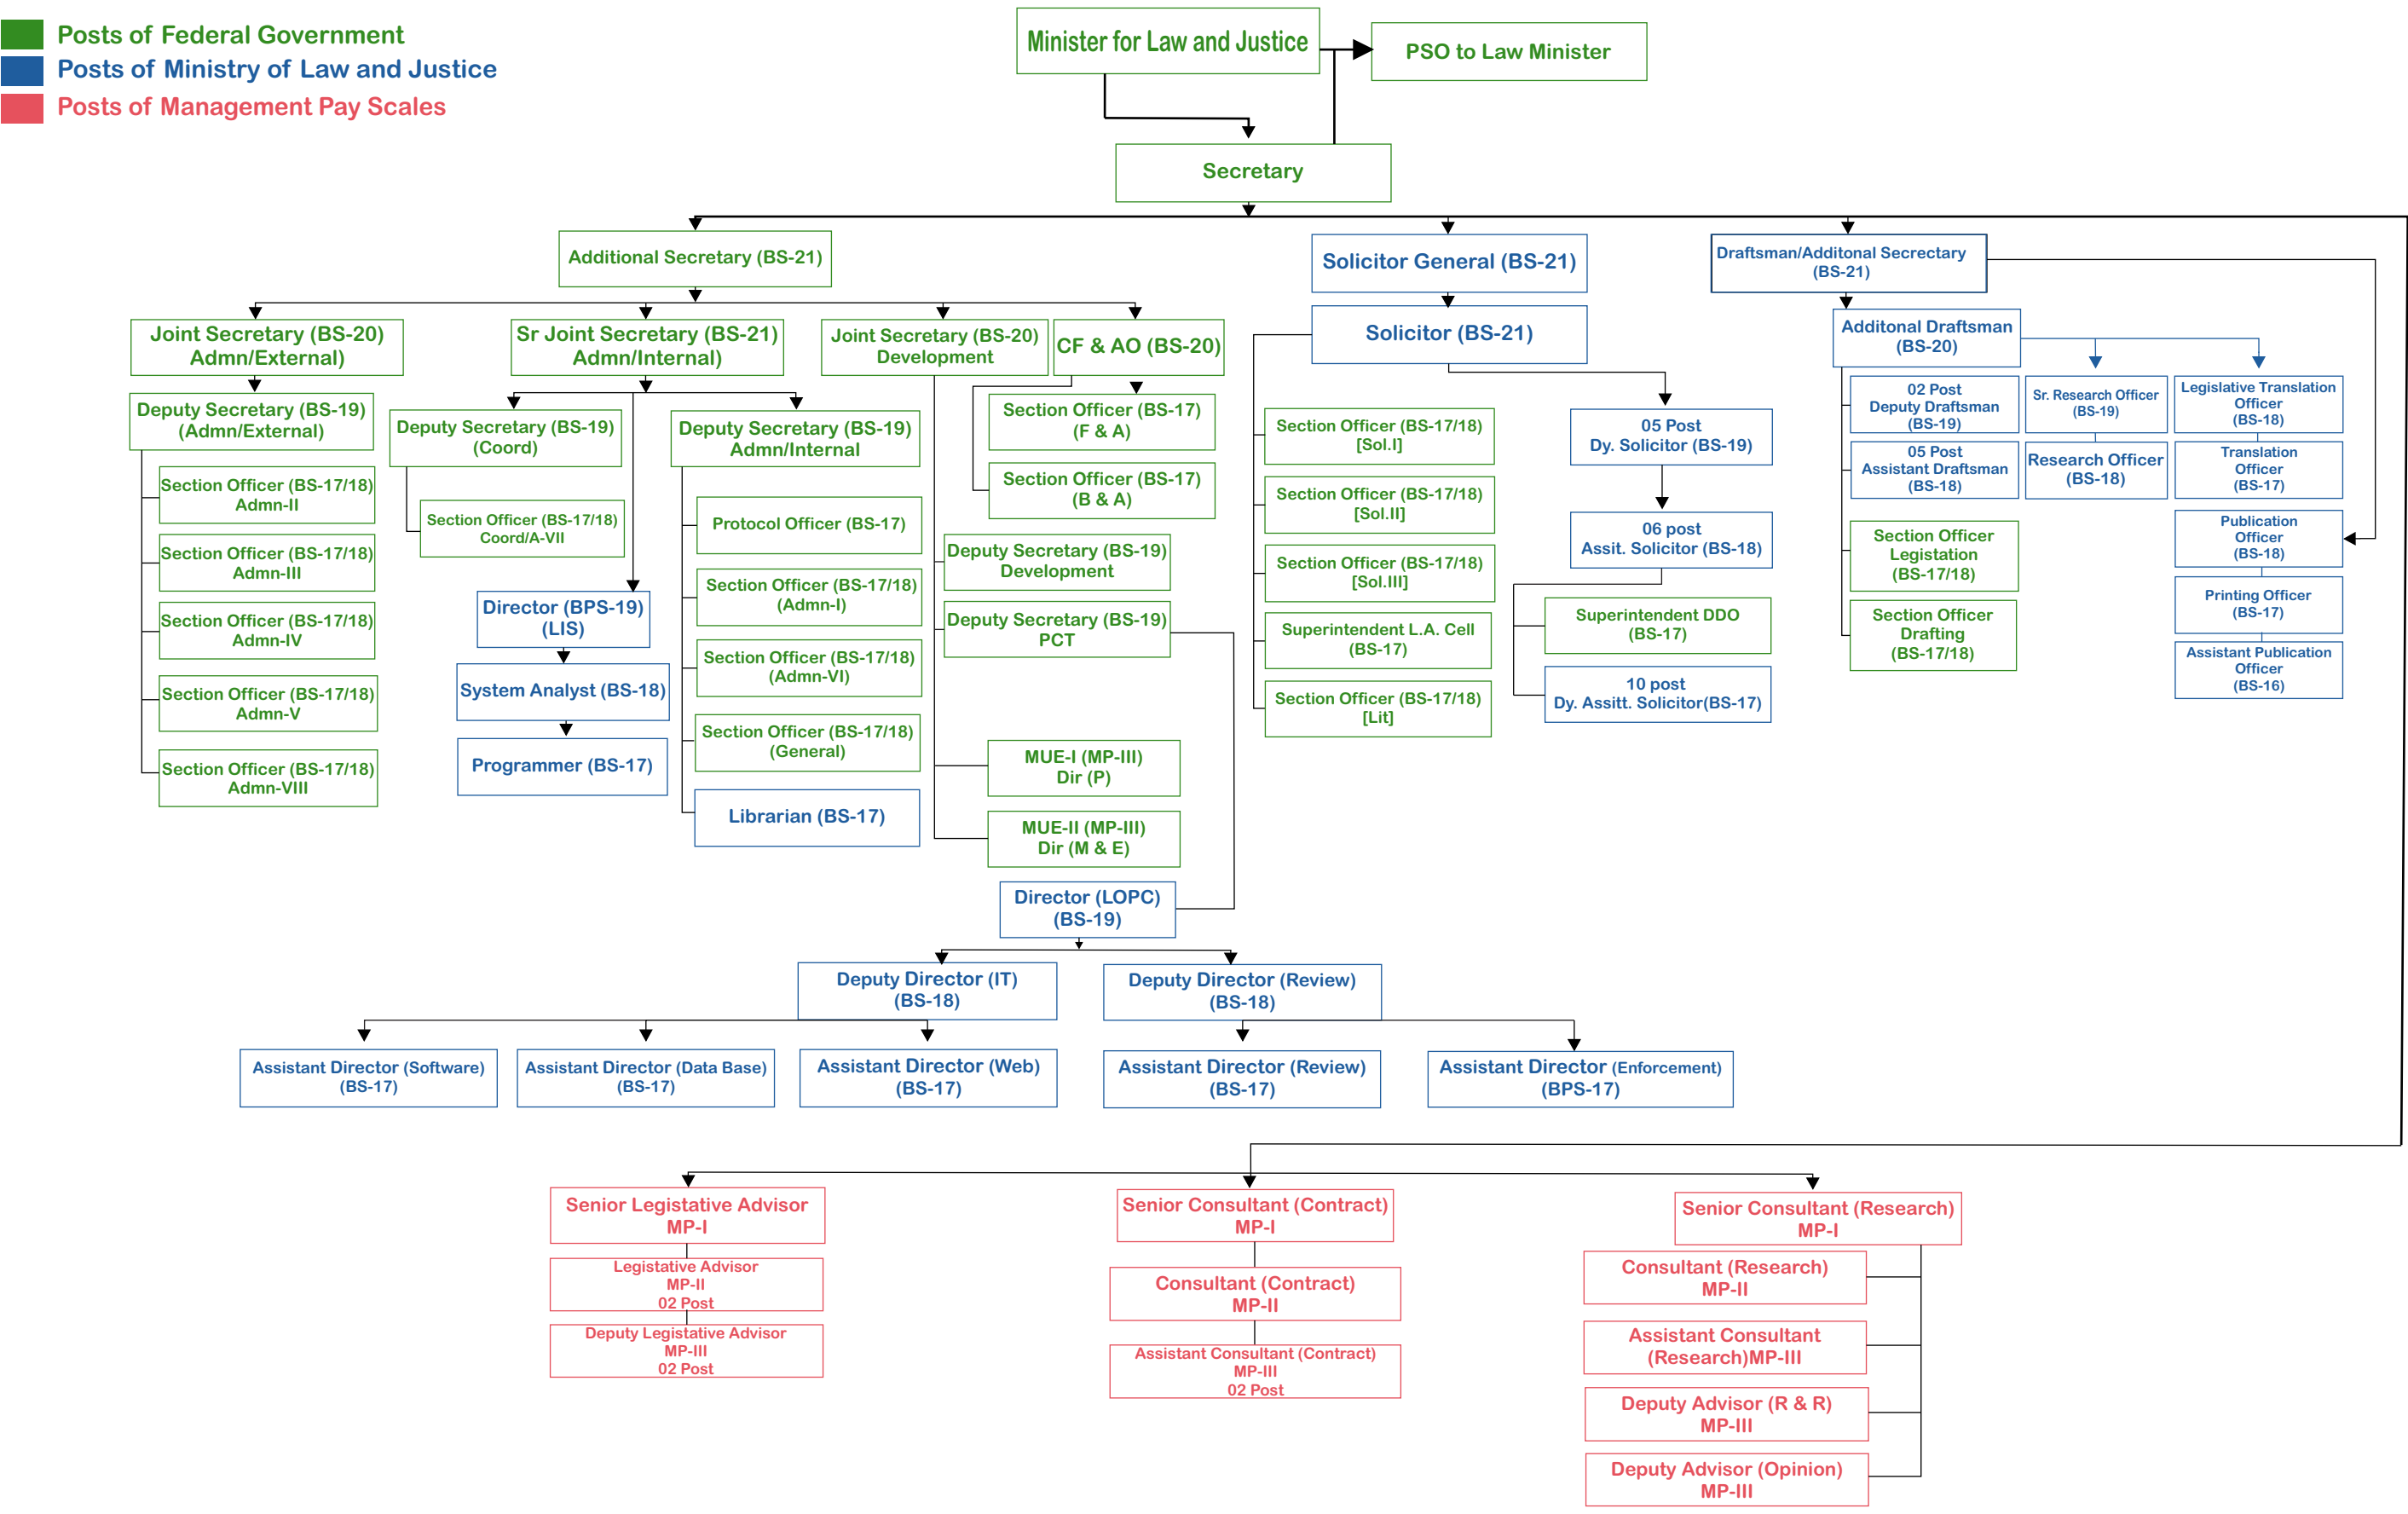 Posts of Federal Government
Posts of Ministry of Law and Justice
Posts of Management Pay Scales
Minister for Law and Justice
PSO to Law Minister
Secretary
Additional Secretary (BS-21)
Solicitor General (BS-21)
Draftsman/Additonal Secrectary
(BS-21)
Joint Secretary (BS-20)
Admn/External)
Sr Joint Secretary (BS-21)
Admn/Internal)
Joint Secretary (BS-20)
Development
CF & AO (BS-20)
Solicitor (BS-21)
Additonal Draftsman
(BS-20)
Deputy Secretary (BS-19)
(Admn/External)
Section Officer (BS-17/18)
Admn-II
Section Officer (BS-17/18)
Admn-III
Section Officer (BS-17/18)
Admn-IV
Section Officer (BS-17/18)
Admn-V
Section Officer (BS-17/18)
Admn-VIII
Deputy Secretary (BS-19)
(Coord)
Section Officer (BS-17/18)
Coord/A-VII
Director (BPS-19)
(LIS)
System Analyst (BS-18)
Programmer (BS-17)
Deputy Secretary (BS-19)
Admn/Internal
Protocol Officer (BS-17)
Section Officer (BS-17/18)
(Admn-I)
Section Officer (BS-17/18)
(Admn-VI)
Section Officer (BS-17/18)
(General)
Librarian (BS-17)
Section Officer (BS-17)
(F & A)
Section Officer (BS-17)
(B & A)
Deputy Secretary (BS-19)
Development
Deputy Secretary (BS-19)
PCT
MUE-I (MP-III)
Dir (P)
MUE-II (MP-III)
Dir (M & E)
Section Officer (BS-17/18)
[Sol.I]
Section Officer (BS-17/18)
[Sol.II]
Section Officer (BS-17/18)
[Sol.III]
Superintendent L.A. Cell
(BS-17)
Section Officer (BS-17/18)
[Lit]
05 Post
Dy. Solicitor (BS-19)
06 post
Assit. Solicitor (BS-18)
Superintendent DDO
(BS-17)
10 post
Dy. Assitt. Solicitor(BS-17)
02 Post
Deputy Draftsman
(BS-19)
05 Post
Assistant Draftsman
(BS-18)
Section Officer
Legistation
(BS-17/18)
Section Officer
Drafting
(BS-17/18)
Sr. Research Officer
(BS-19)
Research Officer
(BS-18)
Legislative Translation
Officer
(BS-18)
Translation
Officer
(BS-17)
Publication
Officer
(BS-18)
Printing Officer
(BS-17)
Assistant Publication
Officer
(BS-16)
Director (LOPC)
(BS-19)
Deputy Director (IT)
(BS-18)
Deputy Director (Review)
(BS-18)
Assistant Director (Software)
(BS-17)
Assistant Director (Data Base)
(BS-17)
Assistant Director (Web)
(BS-17)
Assistant Director (Review)
(BS-17)
Assistant Director (Enforcement)
(BPS-17)
Senior Legistative Advisor
MP-I
Legistative Advisor
MP-II
02 Post
Deputy Legistative Advisor
MP-III
02 Post
Senior Consultant (Contract)
MP-I
Consultant (Contract)
MP-II
Assistant Consultant (Contract)
MP-III
02 Post
Senior Consultant (Research)
MP-I
Consultant (Research)
MP-II
Assistant Consultant
(Research)MP-III
Deputy Advisor (R & R)
MP-III
Deputy Advisor (Opinion)
MP-III